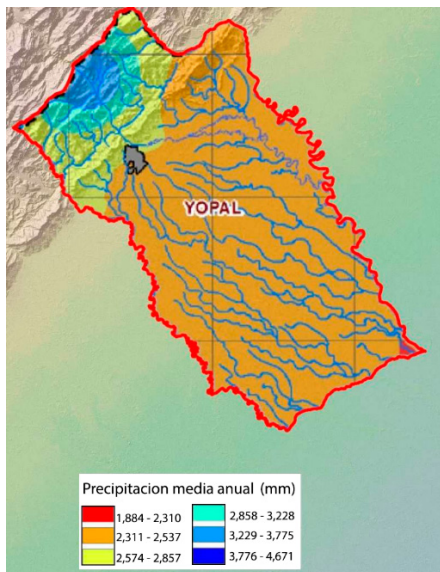 YOPAL
Precipitacion media anual (mm)
1,884 - 2,310
2,311 - 2,537
2,574 - 2,857
2,858 - 3,228
3,229 - 3,775
3,776 - 4,671